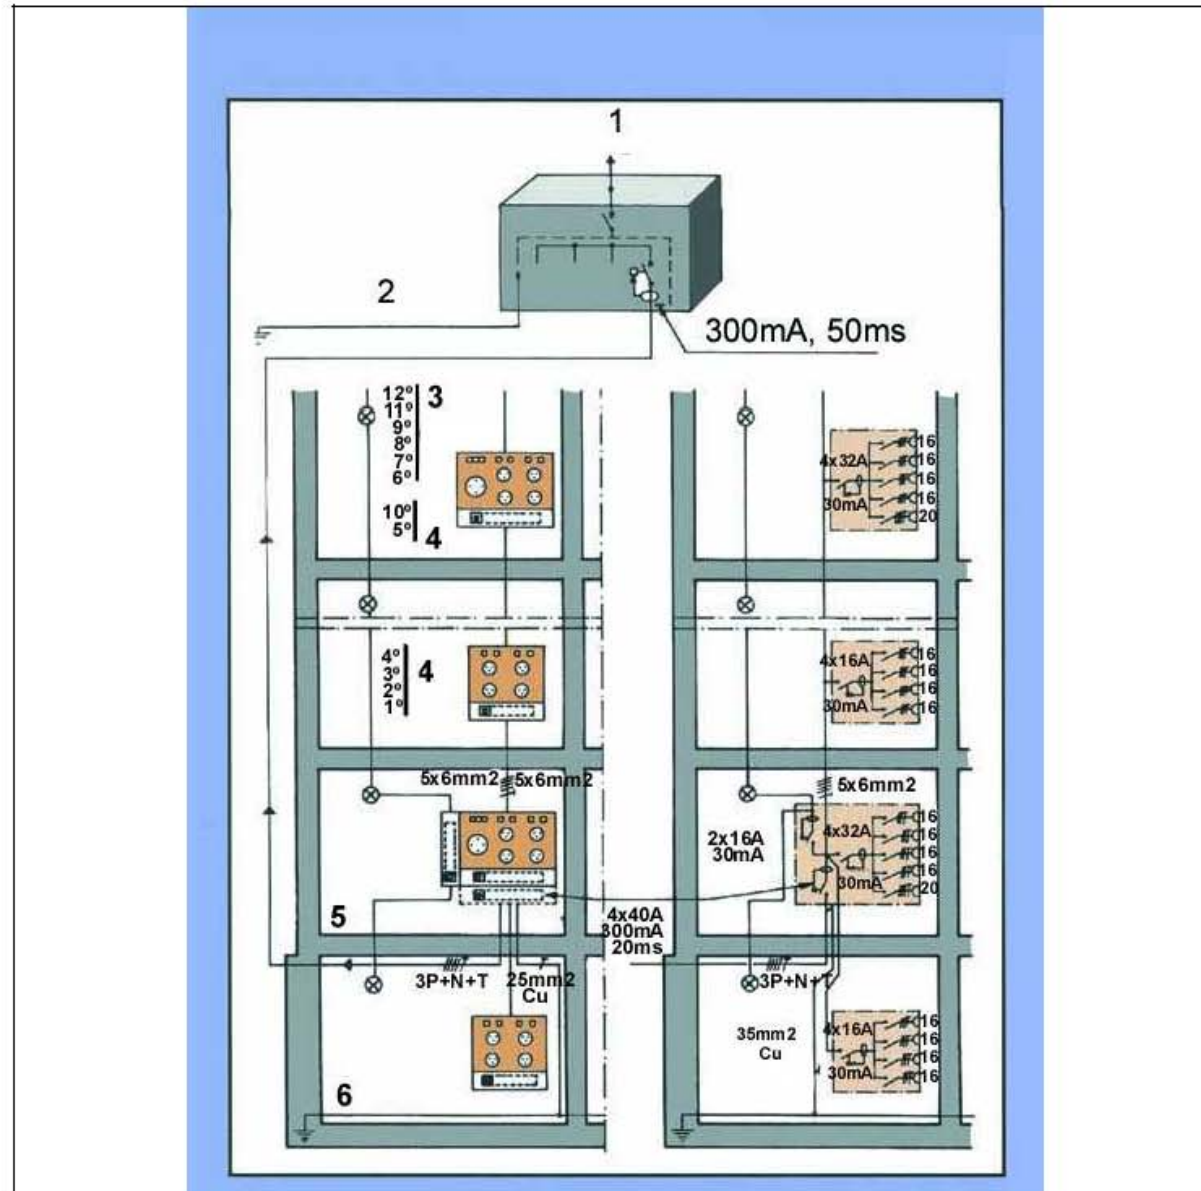 1
2
300mA, 50ms
12º
11º
9º
8º
7º
6º
3
10º
5º
4
4x32A
30mA
16
16
16
16
20
4º
3º
2º
1º
4
4x16A
30mA
16
16
16
16
5x6mm2
5x6mm2
5x6mm2
2x16A
30mA
4x32A
30mA
16
16
16
16
20
5
4x40A
300mA
20ms
3P+N+T
25mm2
Cu
3P+N+T
35mm2
Cu
4x16A
30mA
16
16
16
16
6